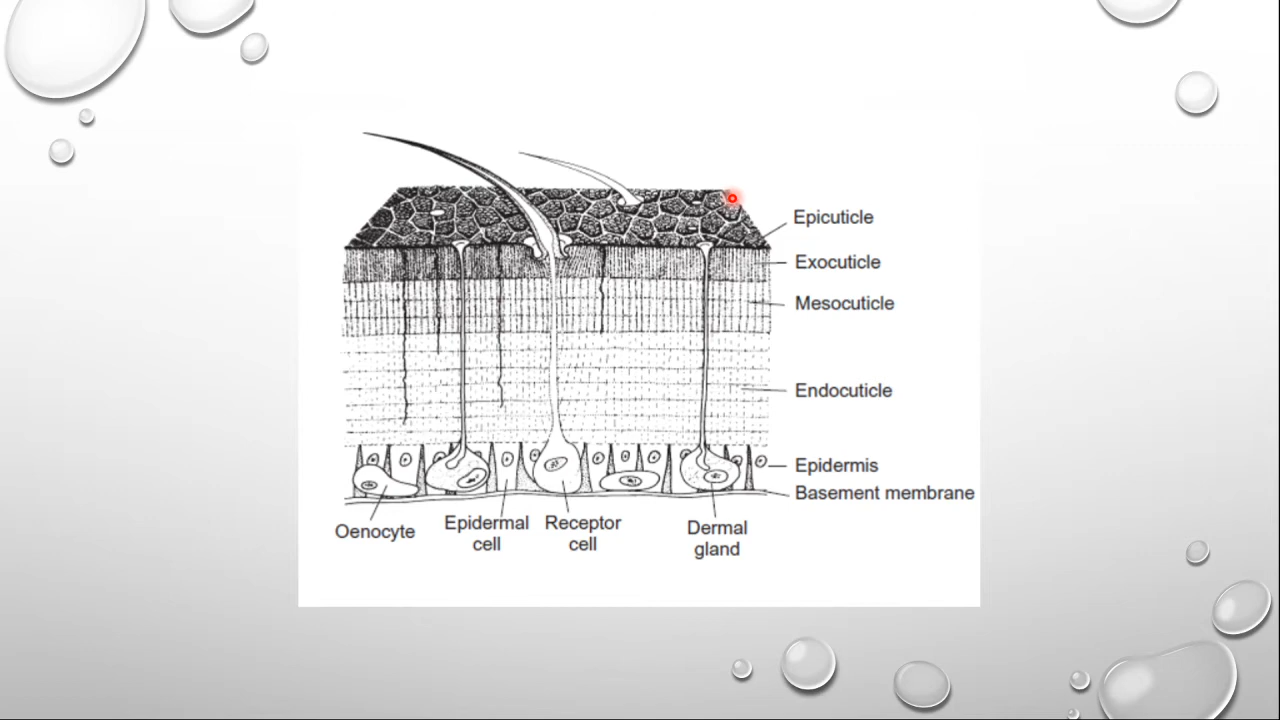 Epicuticle
Exocuticle
Mesocuticle
Endocuticle
Epidermis
Basement membrane
Oenocyte
Epidermal
cell
Receptor
cell
Dermal
gland